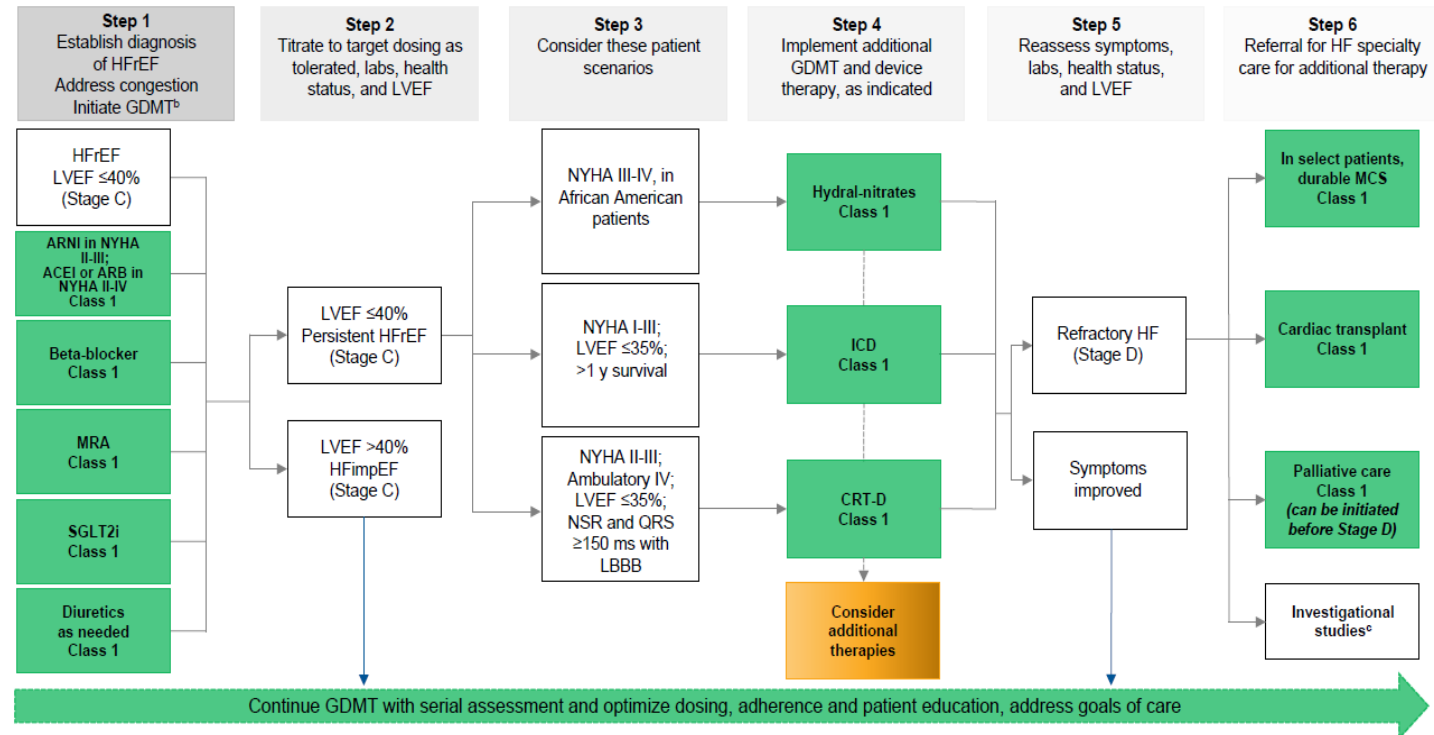 Step 1
Establish diagnosis
of HFrEF
Address congestion
Initiate GDMTᵇ
Step 2
Titrate to target dosing as
tolerated, labs, health
status, and LVEF
Step 3
Consider these patient
scenarios
Step 4
Implement additional
GDMT and device
therapy, as indicated
Step 5
Reassess symptoms,
labs, health status,
and LVEF
Step 6
Referral for HF specialty
care for additional therapy
HFrEF
LVEF ≤40%
(Stage C)
ARNI in NYHA
II-III;
ACEI or ARB in
NYHA II-IV
Class 1
Beta-blocker
Class 1
MRA
Class 1
SGLT2i
Class 1
Diuretics
as needed
Class 1
LVEF ≤40%
Persistent HFrEF
(Stage C)
LVEF >40%
HFimpEF
(Stage C)
NYHA III-IV, in
African American
patients
NYHA I-III;
LVEF ≤35%;
>1 y survival
NYHA II-III;
Ambulatory IV;
LVEF ≤35%;
NSR and QRS
≥150 ms with
LBBB
Hydral-nitrates
Class 1
ICD
Class 1
CRT-D
Class 1
Consider
additional
therapies
Refractory HF
(Stage D)
Symptoms
improved
In select patients,
durable MCS
Class 1
Cardiac transplant
Class 1
Palliative care
Class 1
(can be initiated
before Stage D)
Investigational
studiesᶜ
Continue GDMT with serial assessment and optimize dosing, adherence and patient education, address goals of care